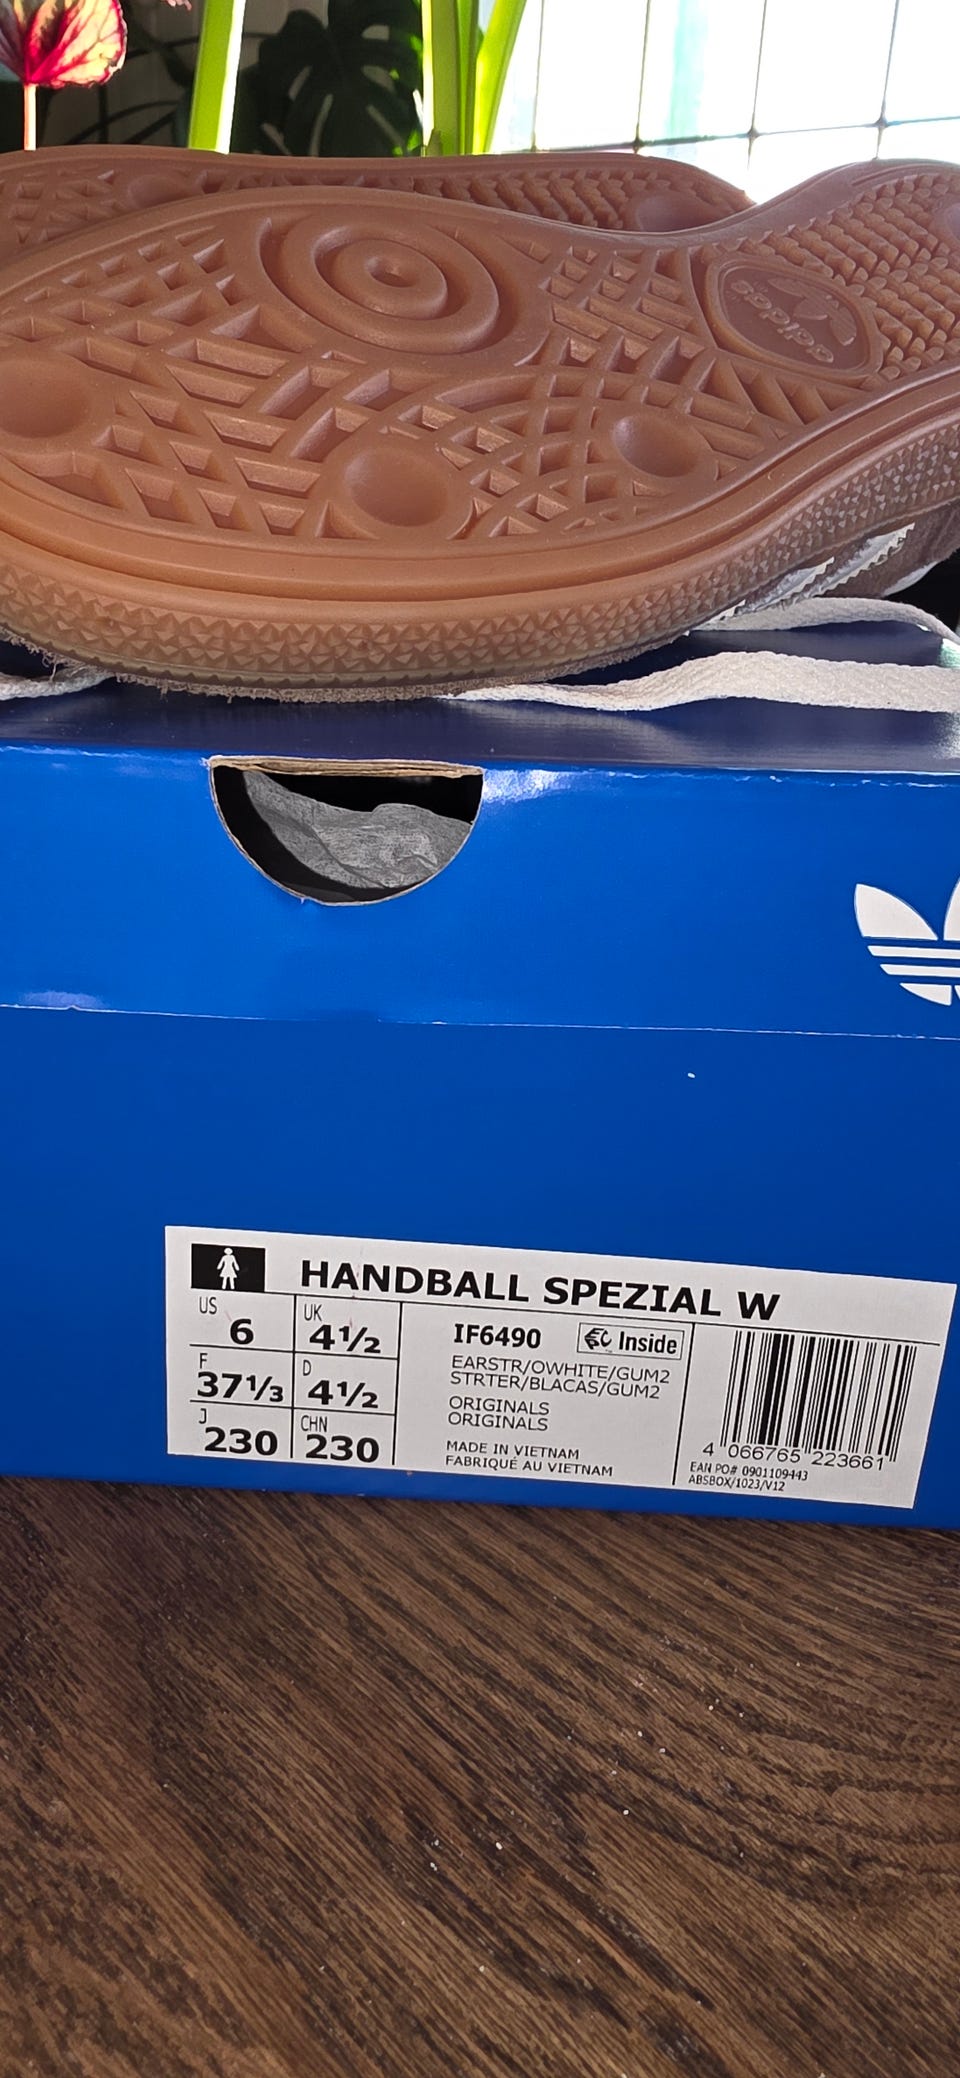 adidas
HANDBALL SPEZIAL W
US 6
UK 4½
F 37⅓
D 4½
J 230
CHN 230
IF6490
Inside
EARSTR/OWHITE/GUM2
STRTER/BLACAS/GUM2
ORIGINALS
ORIGINALS
MADE IN VIETNAM
FABRIQUÉ AU VIETNAM
4 066765 223661
EAN PO# 0901109443
ABSBOX/1023/V12